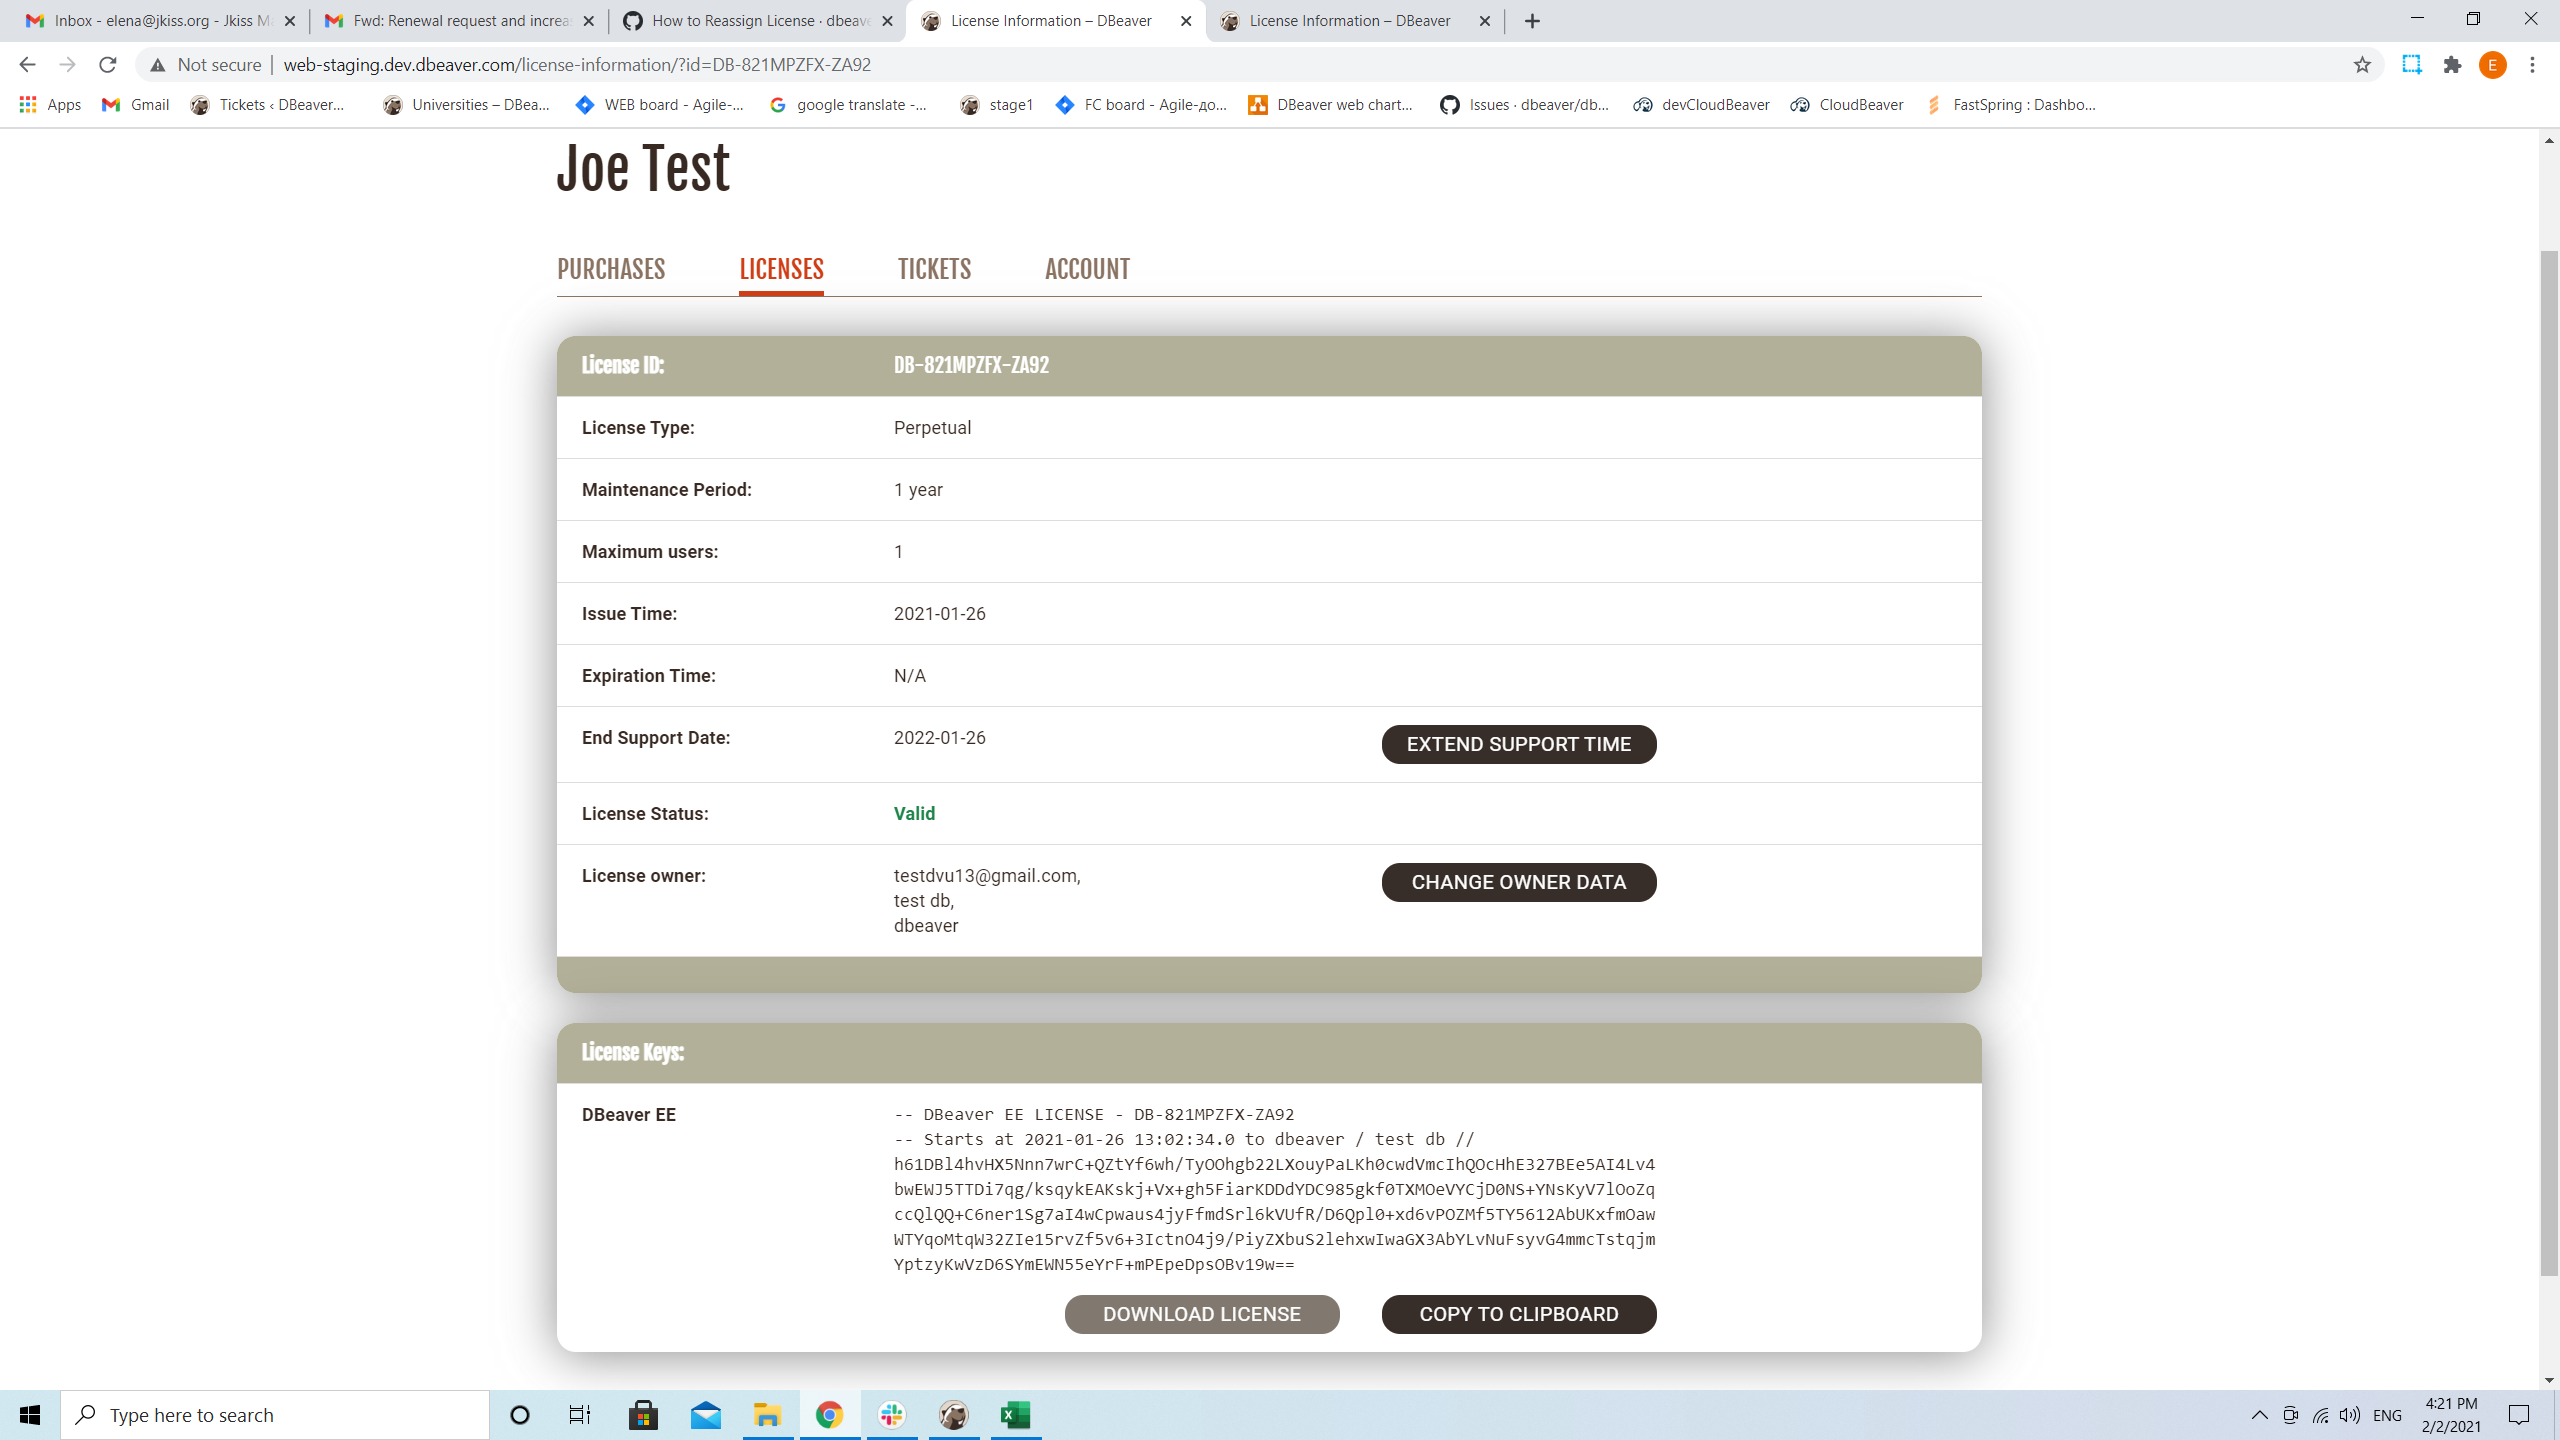 Inbox - elena@jkiss.org - Jkiss M
Fwd: Renewal request and increa
How to Reassign License · dbeave
License Information – DBeaver
License Information – DBeaver
Not secure
web-staging.dev.dbeaver.com/license-information/?id=DB-821MPZFX-ZA92
E
Apps
Gmail
Tickets ‹ DBeaver...
Universities – DBea...
WEB board - Agile-...
google translate -...
stage1
FC board - Agile-до...
DBeaver web chart...
Issues · dbeaver/db...
devCloudBeaver
CloudBeaver
FastSpring : Dashbo...
Joe Test
PURCHASES
LICENSES
TICKETS
ACCOUNT
License ID: DB-821MPZFX-ZA92
License Type: Perpetual
Maintenance Period: 1 year
Maximum users: 1
Issue Time: 2021-01-26
Expiration Time: N/A
End Support Date: 2022-01-26 EXTEND SUPPORT TIME
License Status: Valid
License owner: testdvu13@gmail.com, CHANGE OWNER DATA
test db,
dbeaver
License Keys:
DBeaver EE -- DBeaver EE LICENSE - DB-821MPZFX-ZA92
-- Starts at 2021-01-26 13:02:34.0 to dbeaver / test db //
h61DBl4hvHX5Nnn7wrC+QZtYf6wh/TyOOhgb22LXouyPaLKh0cwdVmcIhQOcHhE327BEe5AI4Lv4
bwEWJ5TTDi7qg/ksqykEAKskj+Vx+gh5FiarKDDdYDC985gkf0TXMOeVYCjD0NS+YNsKyV7lOoZq
ccQlQQ+C6ner1Sg7aI4wCpwaus4jyFfmdSrl6kVUfR/D6Qpl0+xd6vPOZMf5TY5612AbUKxfmOaw
WTYqoMtqW32ZIe15rvZf5v6+3IctnO4j9/PiyZXbuS2lehxwIwaGX3AbYLvNuFsyvG4mmcTstqjm
YptzyKwVzD6SYmEWN55eYrF+mPEpeDpsOBv19w==
DOWNLOAD LICENSE
COPY TO CLIPBOARD
Type here to search
ENG
4:21 PM
2/2/2021